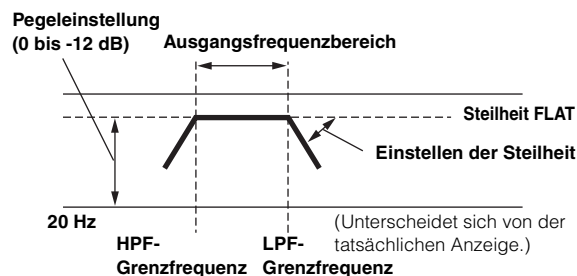 Pegeleinstellung
(0 bis -12 dB)
Ausgangsfrequenzbereich
Steilheit FLAT
Einstellen der Steilheit
20 Hz
(Unterscheidet sich von der
tatsächlichen Anzeige.)
HPF-
Grenzfrequenz
LPF-
Grenzfrequenz